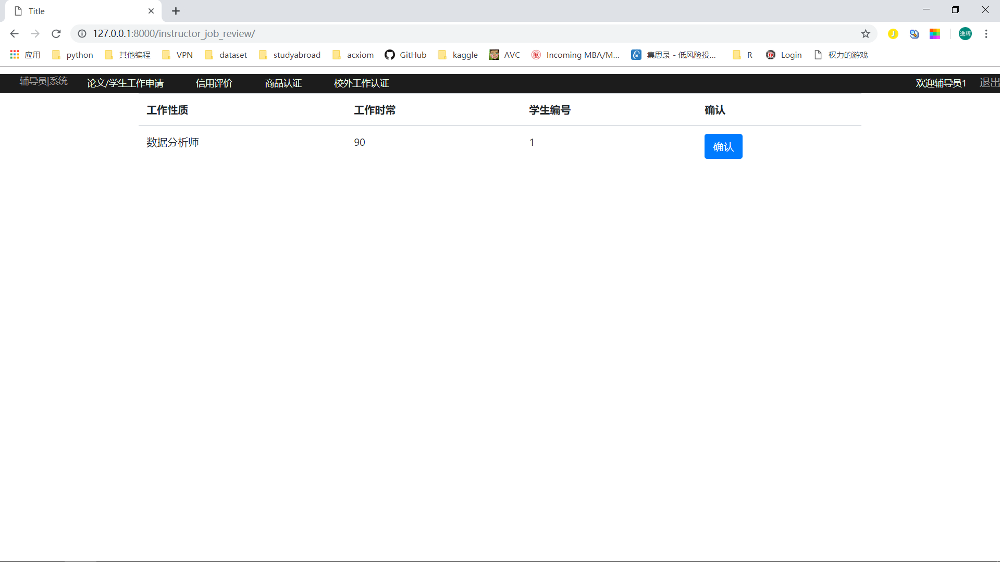 Title
127.0.0.1:8000/instructor_job_review/
逸辉
应用 python 其他编程 VPN dataset studyabroad acxiom GitHub kaggle AVC Incoming MBA/M... 集思录 - 低风险投... R Login 权力的游戏
辅导员|系统 论文/学生工作申请 信用评价 商品认证 校外工作认证 欢迎辅导员1 退出
工作性质 工作时常 学生编号 确认
数据分析师 90 1 确认